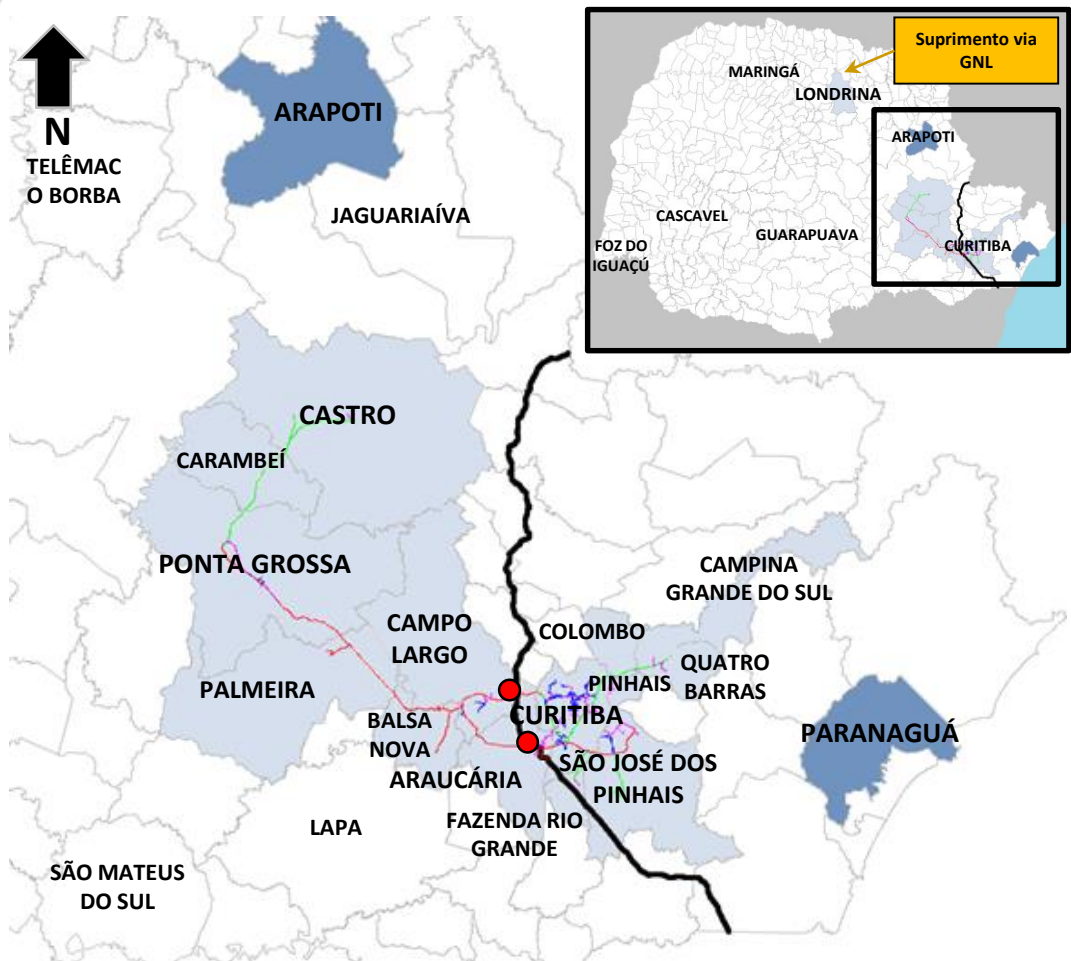 N
TELÊMAC
O BORBA
ARAPOTI
JAGUARIAÍVA
Suprimento via
GNL
MARINGÁ
LONDRINA
ARAPOTI
CASCAVEL
GUARAPUAVA
FOZ DO
IGUAÇÚ
CURITIBA
CASTRO
CARAMBEÍ
PONTA GROSSA
CAMPINA
GRANDE DO SUL
CAMPO
LARGO
COLOMBO
PALMEIRA
PINHAIS
QUATRO
BARRAS
CURITIBA
BALSA
NOVA
PARANAGUÁ
ARAUCÁRIA
SÃO JOSÉ DOS
PINHAIS
LAPA
FAZENDA RIO
GRANDE
SÃO MATEUS
DO SUL